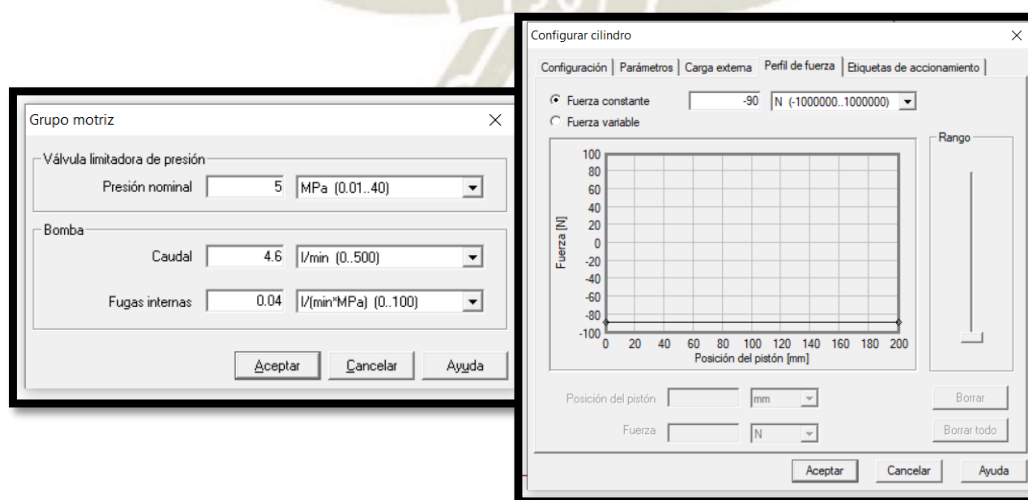 Grupo motriz
Válvula limitadora de presión
Presión nominal 5 MPa (0.01..40)
Bomba
Caudal 4.6 l/min (0..500)
Fugas internas 0.04 l/(min*MPa) (0..100)
Aceptar Cancelar Ayuda
Configurar cilindro
Configuración Parámetros Carga externa Perfil de fuerza Etiquetas de accionamiento
Fuerza constante -90 N (-1000000..1000000)
Fuerza variable
Rango
Fuerza [N]
100
80
60
40
20
0
-20
-40
-60
-80
-100
0 20 40 60 80 100 120 140 160 180 200
Posición del pistón [mm]
Posición del pistón mm Borrar
Fuerza N Borrar todo
Aceptar Cancelar Ayuda